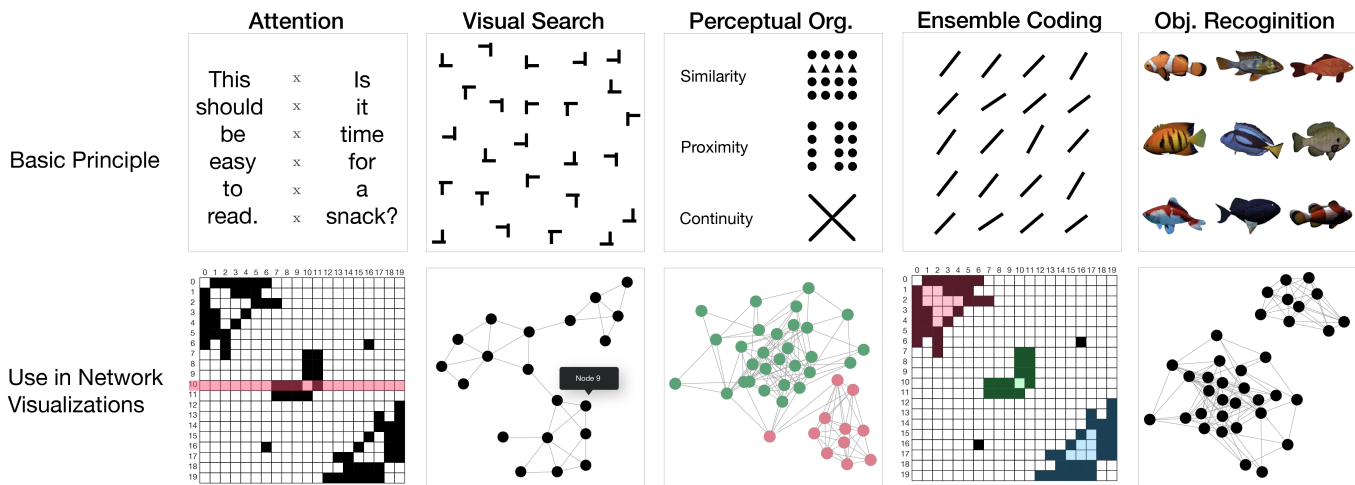 Attention
Visual Search
Perceptual Org.
Ensemble Coding
Obj. Recoginition
Basic Principle
This x Is
should x it
be x time
easy x for
to x a
read. x snack?
Similarity
Proximity
Continuity
Use in Network
Visualizations
0 1 2 3 4 5 6 7 8 9 10 11 12 13 14 15 16 17 18 19
0
1
2
3
4
5
6
7
8
9
10
11
12
13
14
15
16
17
18
19
Node 9
0 1 2 3 4 5 6 7 8 9 10 11 12 13 14 15 16 17 18 19
0
1
2
3
4
5
6
7
8
9
10
11
12
13
14
15
16
17
18
19